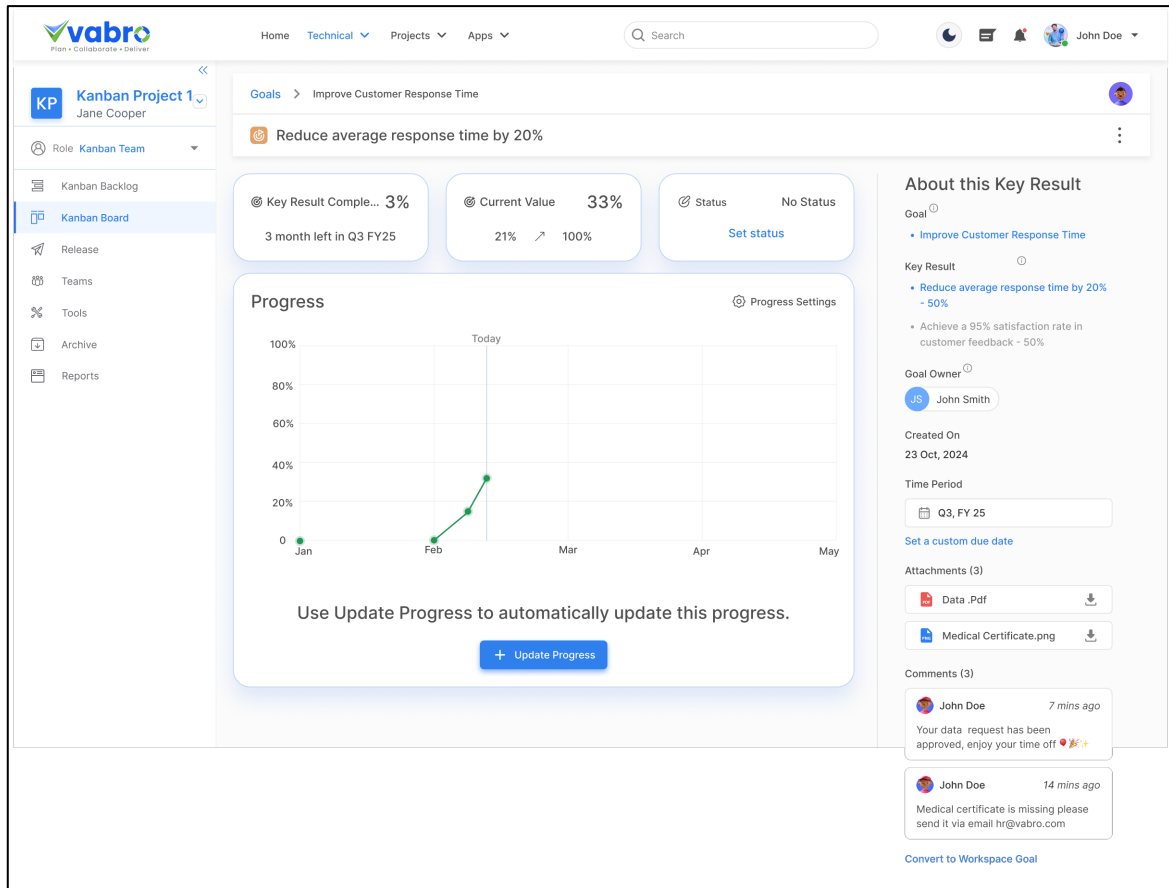 vabro
Plan • Collaborate • Deliver
Home Technical Projects Apps
Search
John Doe
KP
Kanban Project 1
Jane Cooper
Role Kanban Team
Kanban Backlog
Kanban Board
Release
Teams
Tools
Archive
Reports
Goals > Improve Customer Response Time
Reduce average response time by 20%
Key Result Comple... 3%
3 month left in Q3 FY25
Current Value 33%
21% ↗ 100%
Status No Status
Set status
Progress
Progress Settings
Today
100%
80%
60%
40%
20%
0
Jan Feb Mar Apr May
Use Update Progress to automatically update this progress.
+ Update Progress
About this Key Result
Goal
• Improve Customer Response Time
Key Result
• Reduce average response time by 20%
- 50%
• Achieve a 95% satisfaction rate in
customer feedback - 50%
Goal Owner
JS John Smith
Created On
23 Oct, 2024
Time Period
Q3, FY 25
Set a custom due date
Attachments (3)
PDF Data .Pdf
PNG Medical Certificate.png
Comments (3)
John Doe 7 mins ago
Your data request has been
approved, enjoy your time off 🎈🎉✨
John Doe 14 mins ago
Medical certificate is missing please
send it via email hr@vabro.com
Convert to Workspace Goal